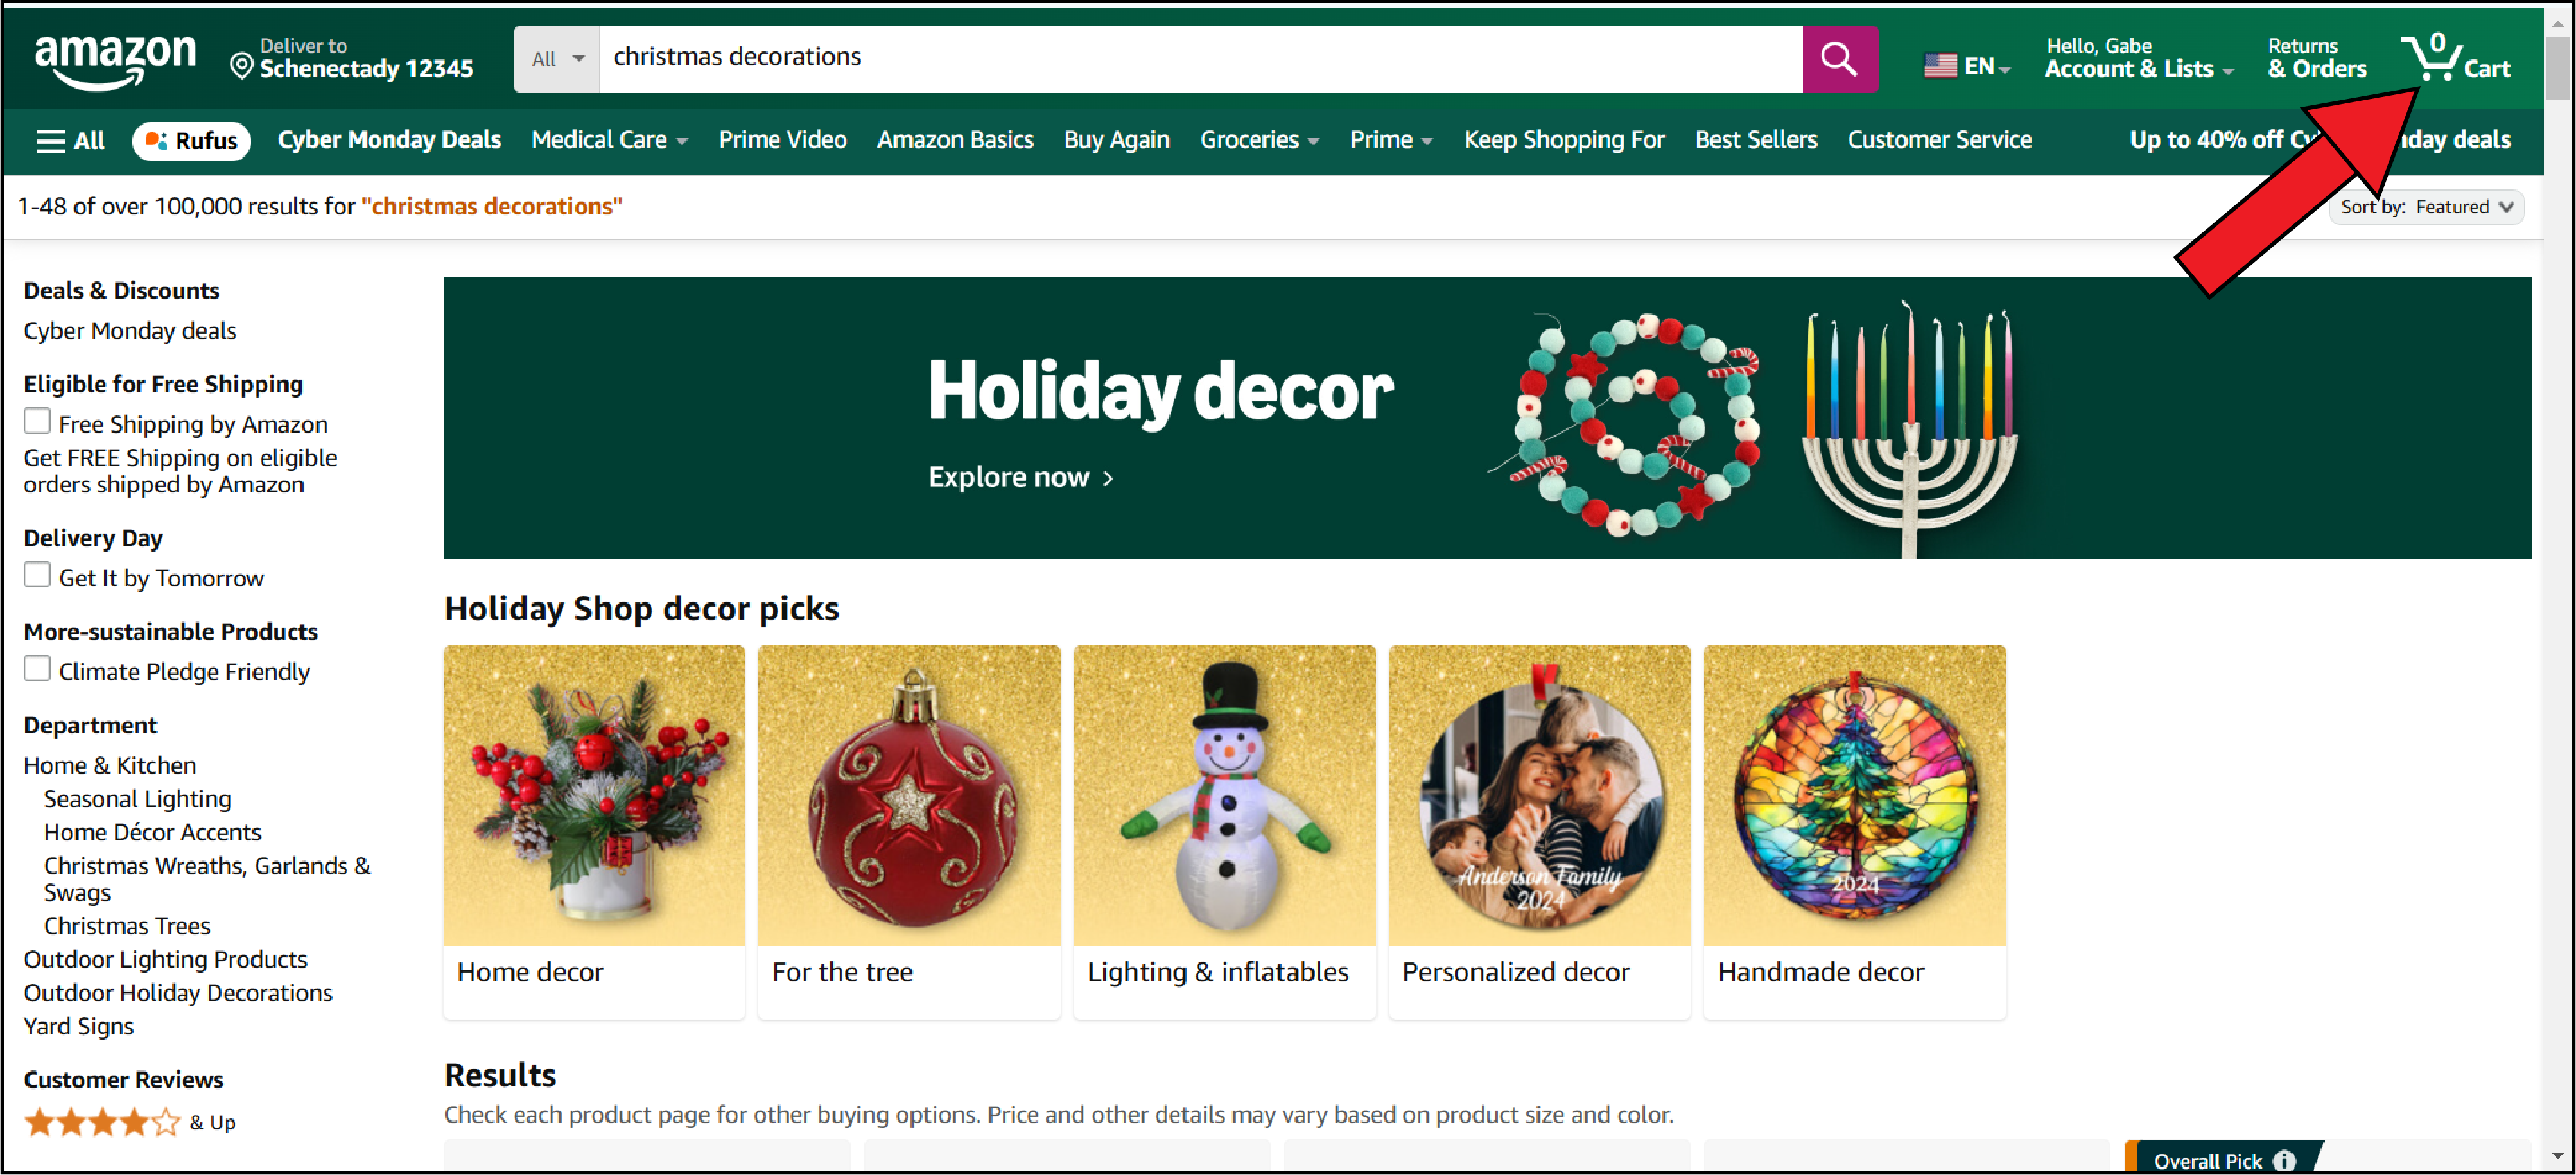 amazon
Deliver to
Schenectady 12345
All
christmas decorations
EN
Hello, Gabe
Account & Lists
Returns
& Orders
0
Cart
All
Rufus
Cyber Monday Deals
Medical Care
Prime Video
Amazon Basics
Buy Again
Groceries
Prime
Keep Shopping For
Best Sellers
Customer Service
Up to 40% off Cy nday deals
1-48 of over 100,000 results for "christmas decorations"
Sort by: Featured
Deals & Discounts
Cyber Monday deals
Eligible for Free Shipping
Free Shipping by Amazon
Get FREE Shipping on eligible
orders shipped by Amazon
Delivery Day
Get It by Tomorrow
More-sustainable Products
Climate Pledge Friendly
Department
Home & Kitchen
Seasonal Lighting
Home Décor Accents
Christmas Wreaths, Garlands &
Swags
Christmas Trees
Outdoor Lighting Products
Outdoor Holiday Decorations
Yard Signs
Customer Reviews
& Up
Holiday decor
Explore now ›
Holiday Shop decor picks
Anderson Family
2024
2024
Home decor
For the tree
Lighting & inflatables
Personalized decor
Handmade decor
Results
Check each product page for other buying options. Price and other details may vary based on product size and color.
Overall Pick